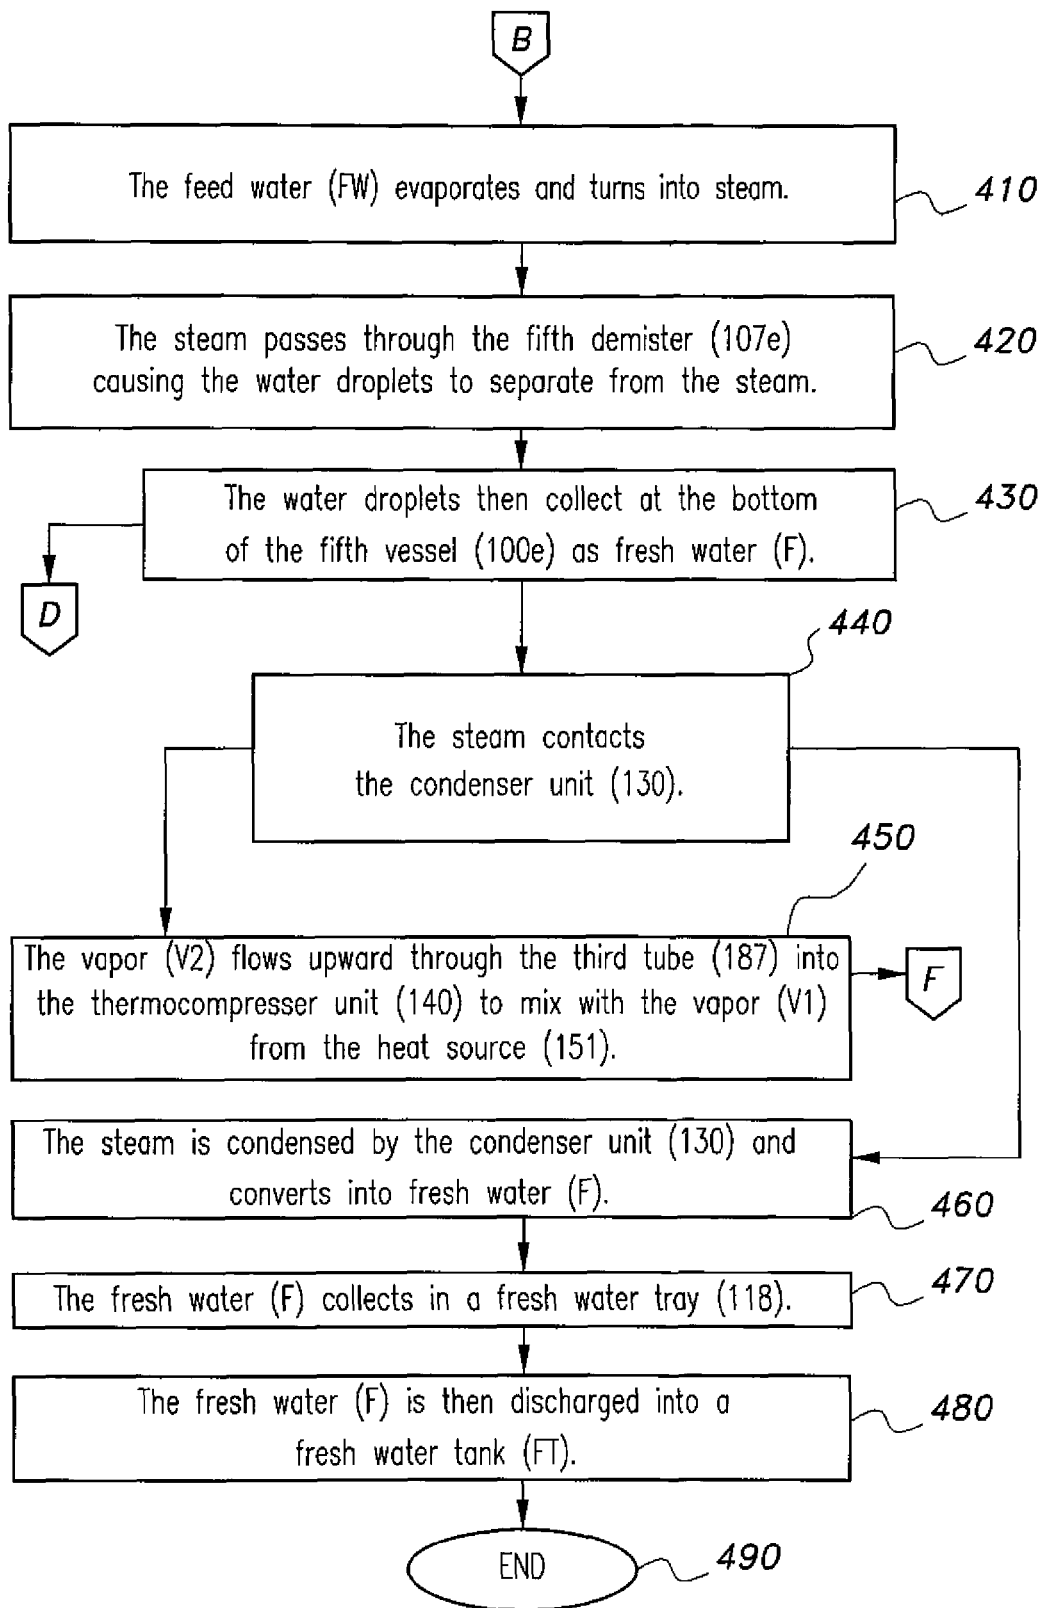 B
The feed water (FW) evaporates and turns into steam.
410
The steam passes through the fifth demister (107e)
causing the water droplets to separate from the steam.
420
The water droplets then collect at the bottom
of the fifth vessel (100e) as fresh water (F).
430
D
440
The steam contacts
the condenser unit (130).
450
The vapor (V2) flows upward through the third tube (187) into
the thermocompresser unit (140) to mix with the vapor (V1)
from the heat source (151).
F
The steam is condensed by the condenser unit (130) and
converts into fresh water (F).
460
The fresh water (F) collects in a fresh water tray (118).
470
The fresh water (F) is then discharged into a
fresh water tank (FT).
480
END
490